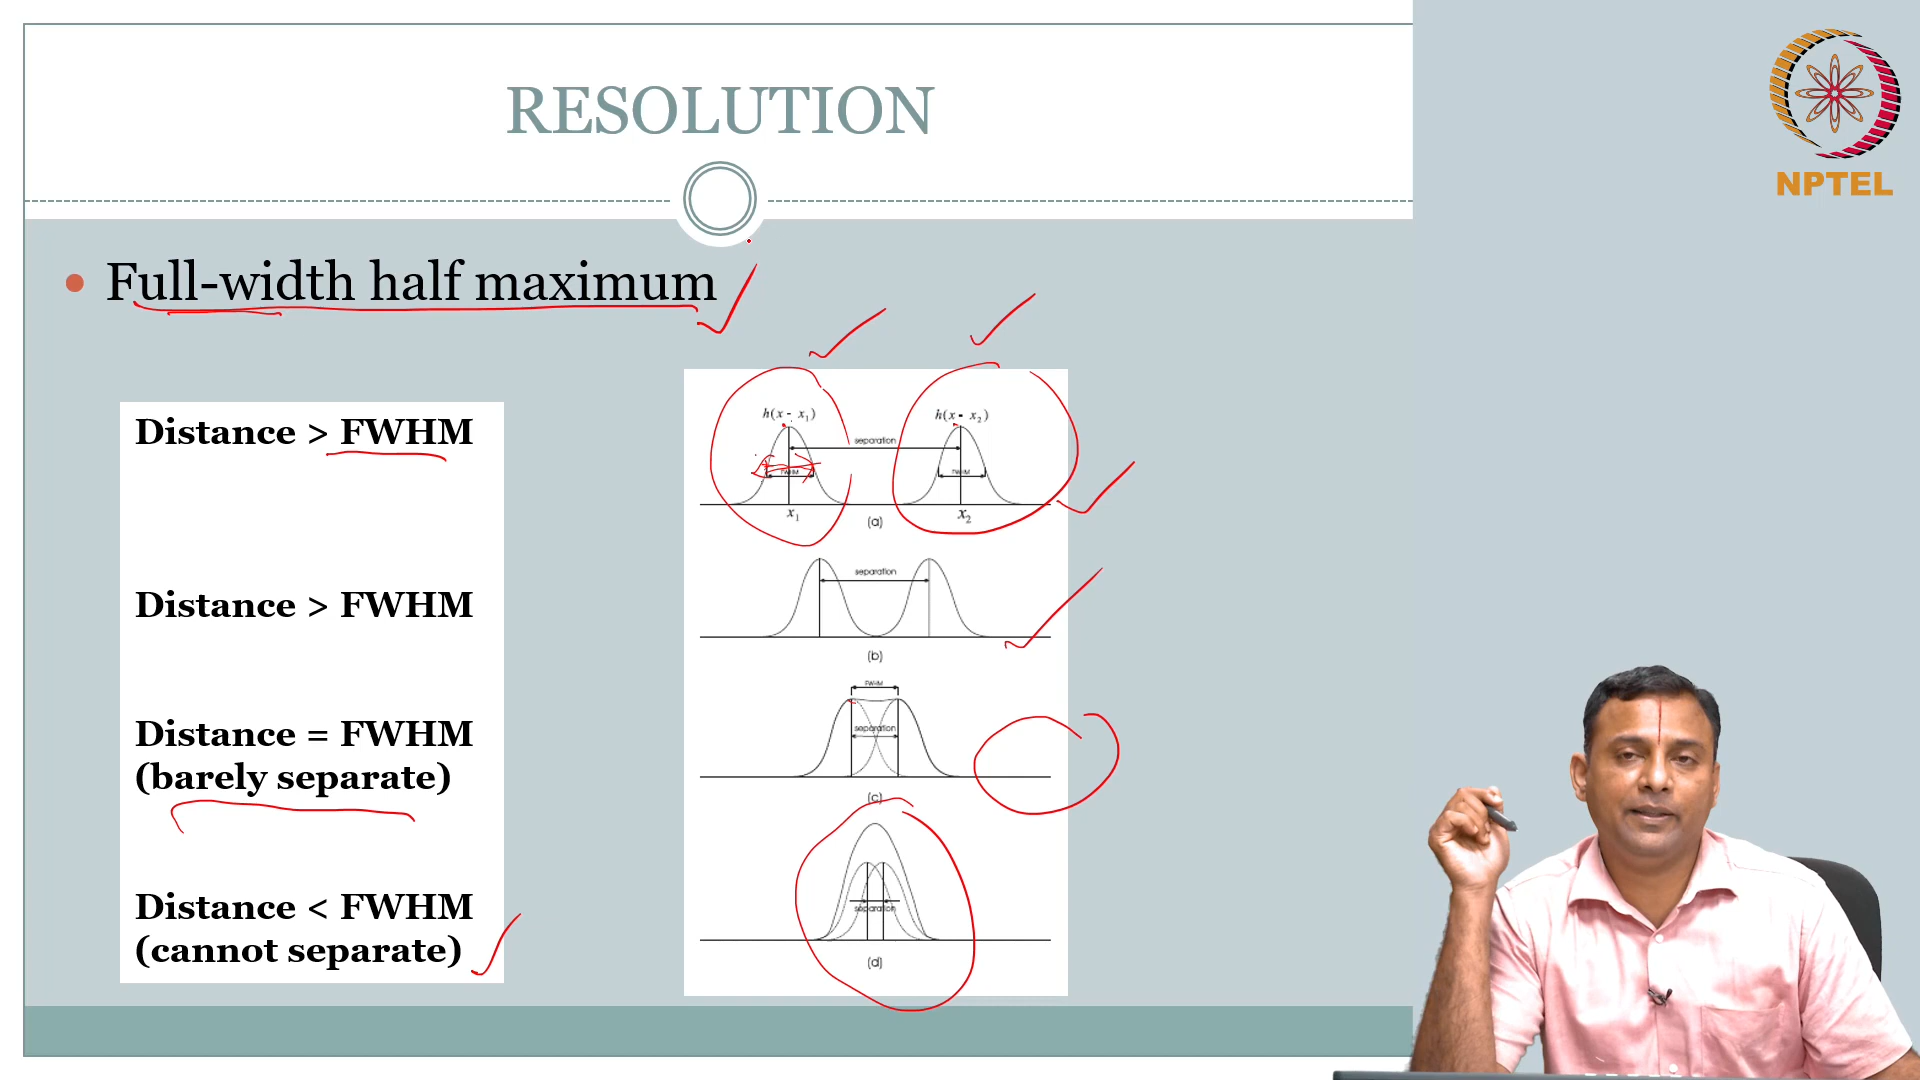 RESOLUTION
NPTEL
• Full-width half maximum
Distance > FWHM
Distance > FWHM
Distance = FWHM
(barely separate)
Distance < FWHM
(cannot separate)
h(x - x1)
h(x - x2)
separation
FWHM
FWHM
x1
x2
(a)
separation
(b)
FWHM
separation
(c)
separation
(d)